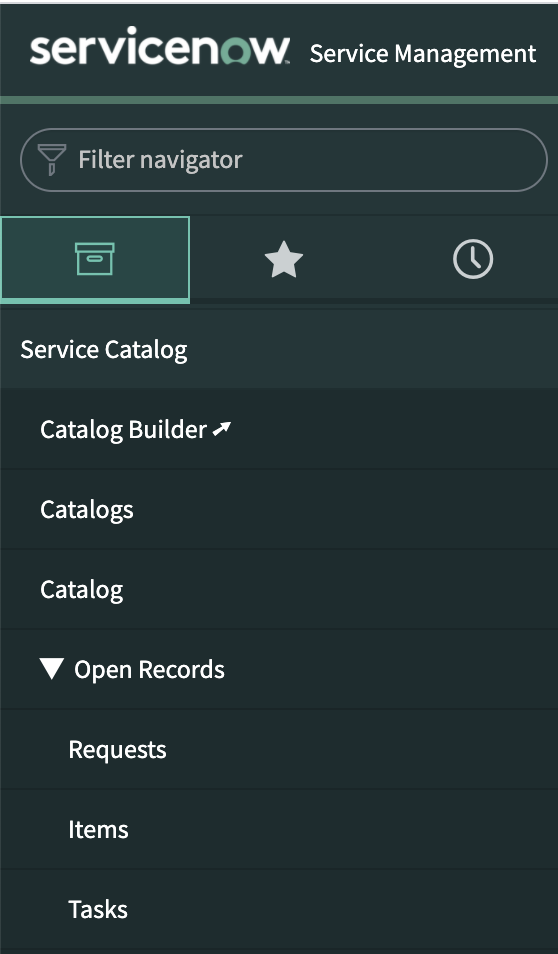 servicenow Service Management
Filter navigator
Service Catalog
Catalog Builder
Catalogs
Catalog
Open Records
Requests
Items
Tasks